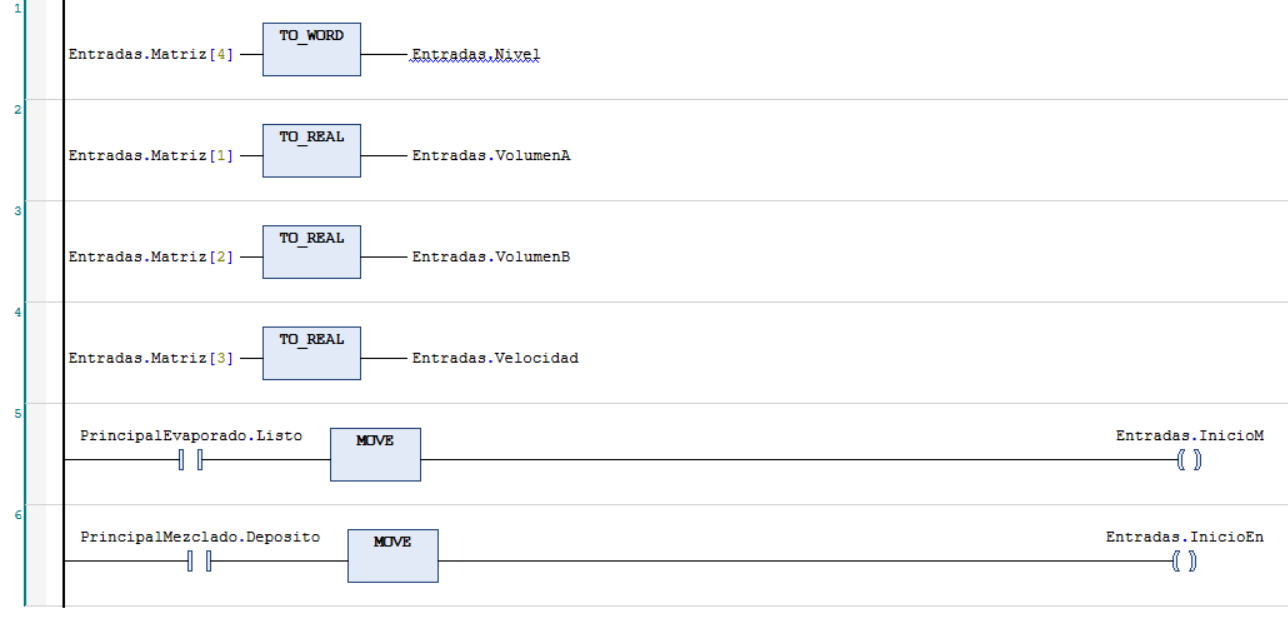 1
TO_WORD
Entradas.Matriz[4] Entradas.Nivel
2
TO_REAL
Entradas.Matriz[1] Entradas.VolumenA
3
TO_REAL
Entradas.Matriz[2] Entradas.VolumenB
4
TO_REAL
Entradas.Matriz[3] Entradas.Velocidad
5
PrincipalEvaporado.Listo MOVE Entradas.InicioM
6
PrincipalMezclado.Deposito MOVE Entradas.InicioEn